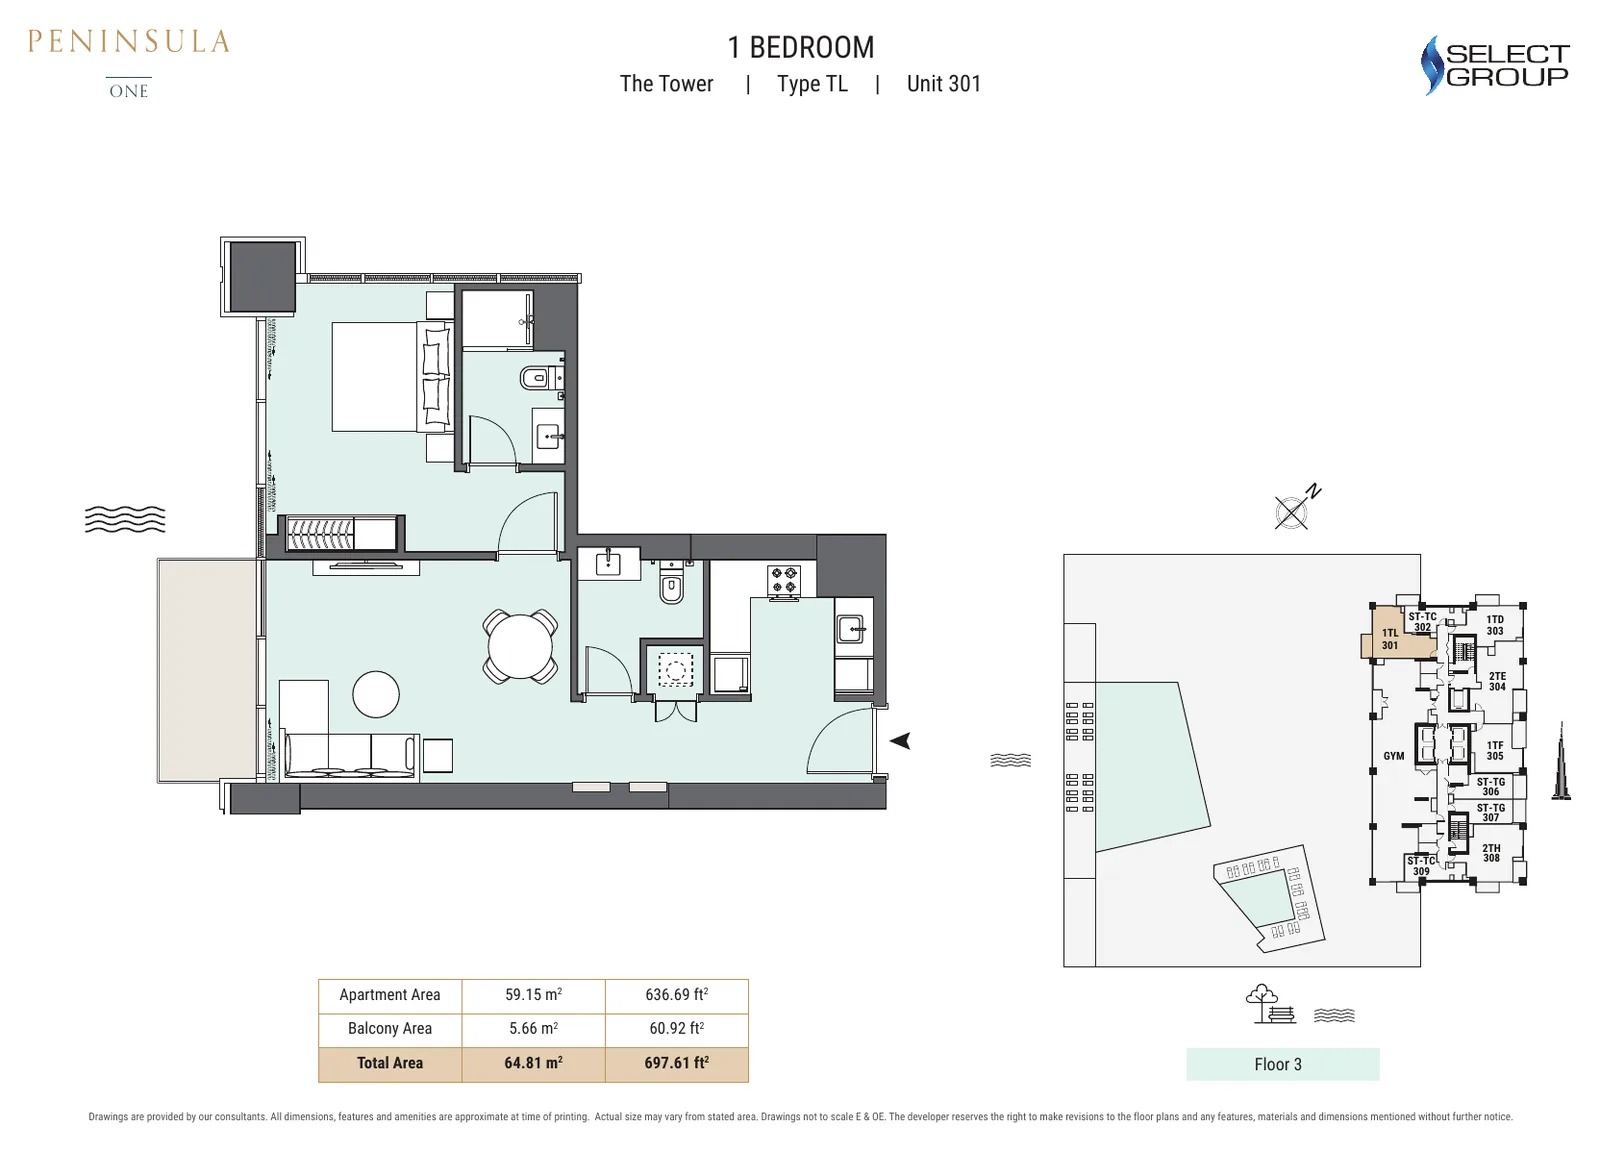 PENINSULA
ONE
1 BEDROOM
The Tower | Type TL | Unit 301
SELECT
GROUP
N
1TL
301
ST-TC
302
1TD
303
2TE
304
GYM
1TF
305
ST-TG
306
ST-TG
307
2TH
308
ST-TC
309
Apartment Area 59.15 m² 636.69 ft²
Balcony Area 5.66 m² 60.92 ft²
Total Area 64.81 m² 697.61 ft²
Floor 3
Drawings are provided by our consultants. All dimensions, features and amenities are approximate at time of printing. Actual size may vary from stated area. Drawings not to scale E & OE. The developer reserves the right to make revisions to the floor plans and any features, materials and dimensions mentioned without further notice.